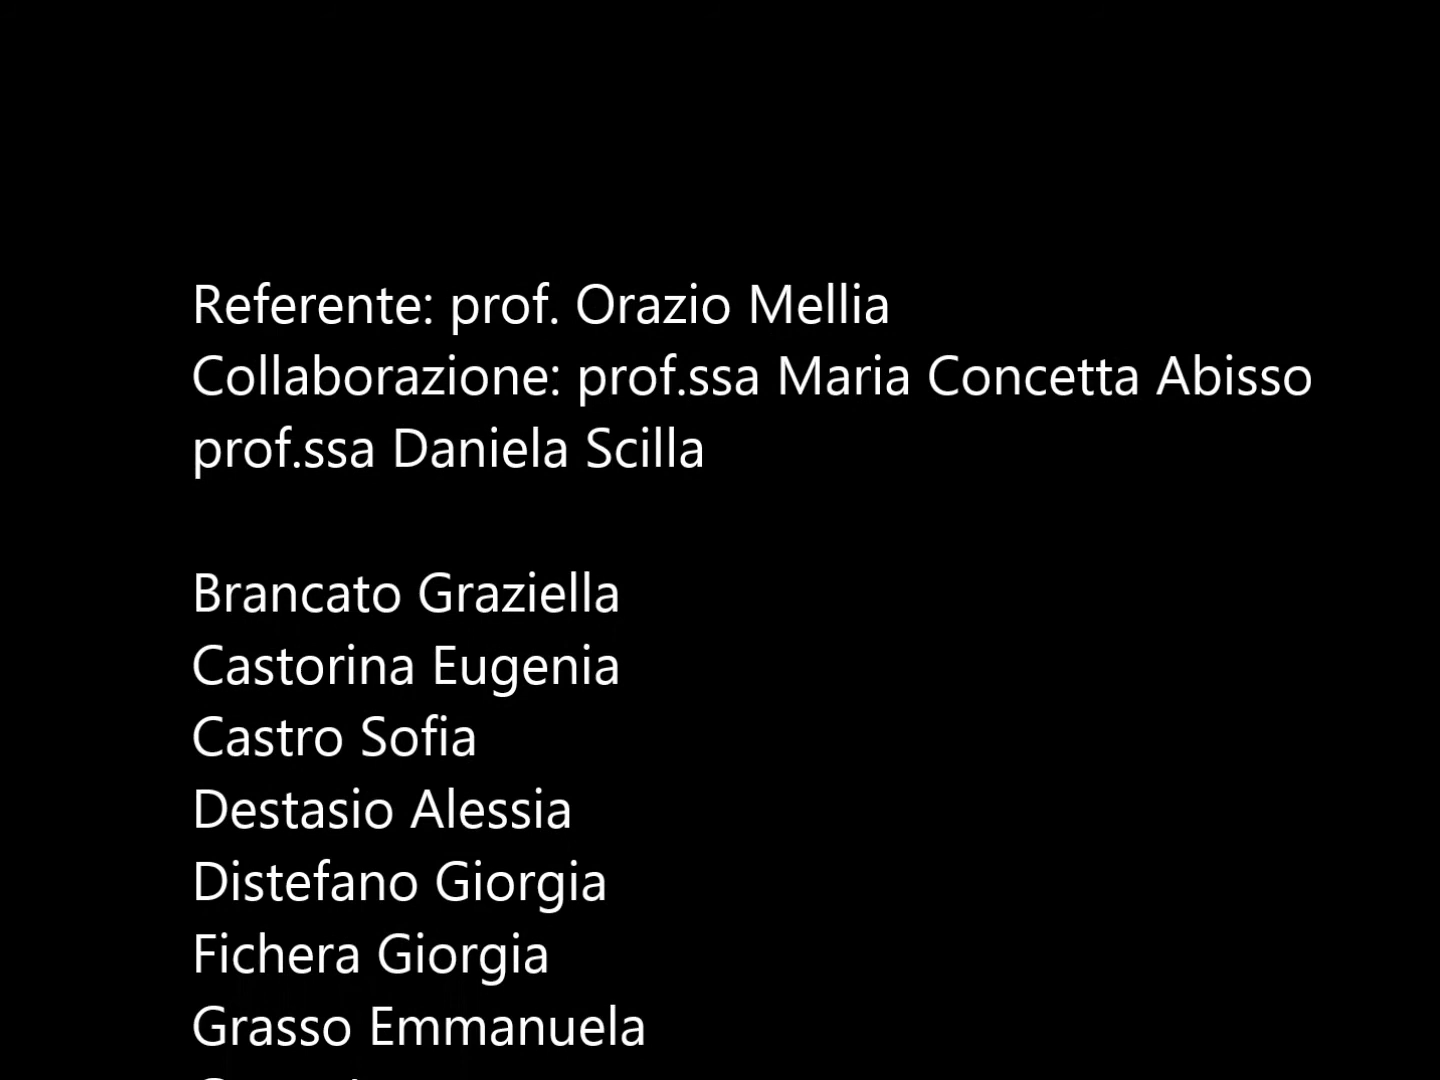 Referente: prof. Orazio Mellia
Collaborazione: prof.ssa Maria Concetta Abisso
prof.ssa Daniela Scilla
Brancato Graziella
Castorina Eugenia
Castro Sofia
Destasio Alessia
Distefano Giorgia
Fichera Giorgia
Grasso Emmanuela